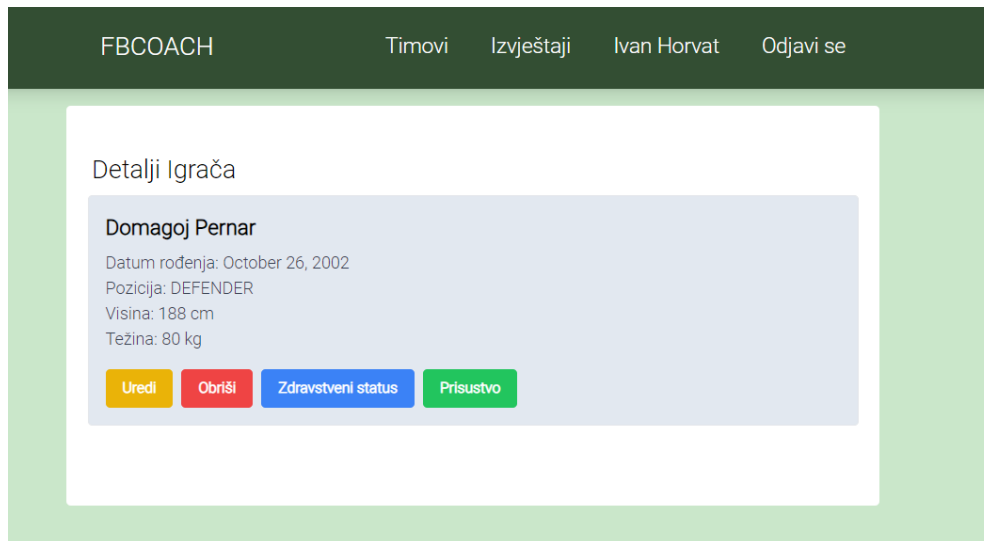 FBCOACH Timovi Izvještaji Ivan Horvat Odjavi se
Detalji Igrača
Domagoj Pernar
Datum rođenja: October 26, 2002
Pozicija: DEFENDER
Visina: 188 cm
Težina: 80 kg
Uredi Obriši Zdravstveni status Prisustvo